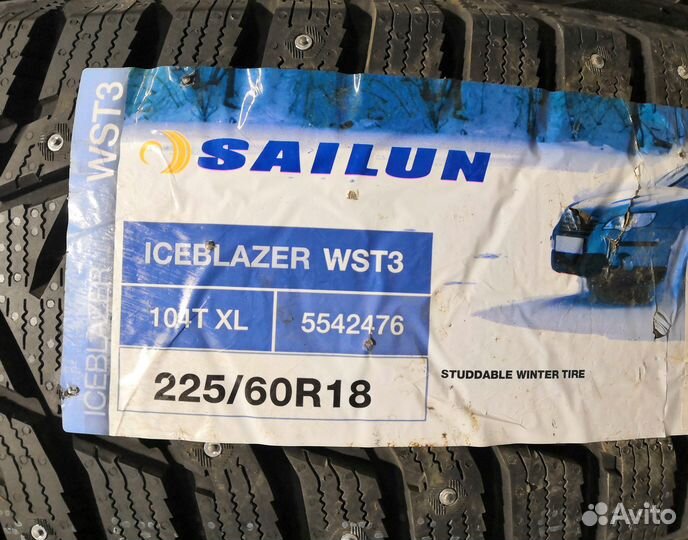 SAILUN
ICEBLAZER WST3
ICEBLAZER WST3
104T XL 5542476
225/60R18
STUDDABLE WINTER TIRE
Avito